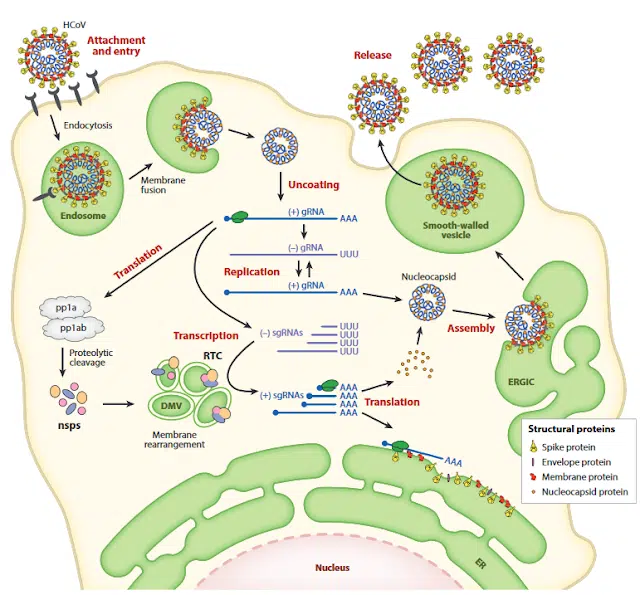 HCoV
Attachment
and entry
Release
Endocytosis
Membrane
fusion
Endosome
Uncoating
(+) gRNA
AAA
Smooth-walled
vesicle
Translation
(−) gRNA
UUU
Replication
(+) gRNA
AAA
Nucleocapsid
pp1a
pp1ab
Transcription
(−) sgRNAs
UUU
UUU
UUU
UUU
Assembly
Proteolytic
cleavage
RTC
ERGIC
nsps
DMV
(+) sgRNAs
AAA
AAA
AAA
AAA
Translation
Membrane
rearrangement
AAA
Structural proteins
Spike protein
Envelope protein
Membrane protein
Nucleocapsid protein
ER
Nucleus